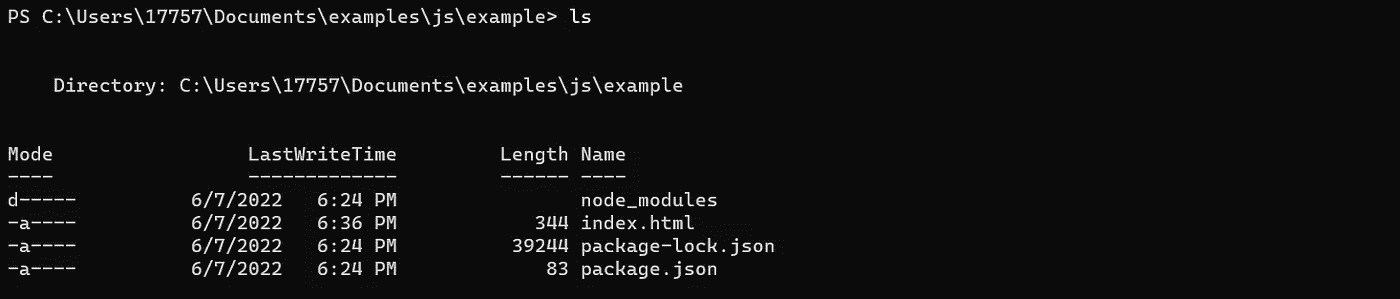 PS C:\Users\17757\Documents\examples\js\example> ls
Directory: C:\Users\17757\Documents\examples\js\example
Mode                 LastWriteTime         Length Name
----                 -------------         ------ ----
d-----          6/7/2022   6:24 PM                node_modules
-a----          6/7/2022   6:36 PM            344 index.html
-a----          6/7/2022   6:24 PM          39244 package-lock.json
-a----          6/7/2022   6:24 PM             83 package.json